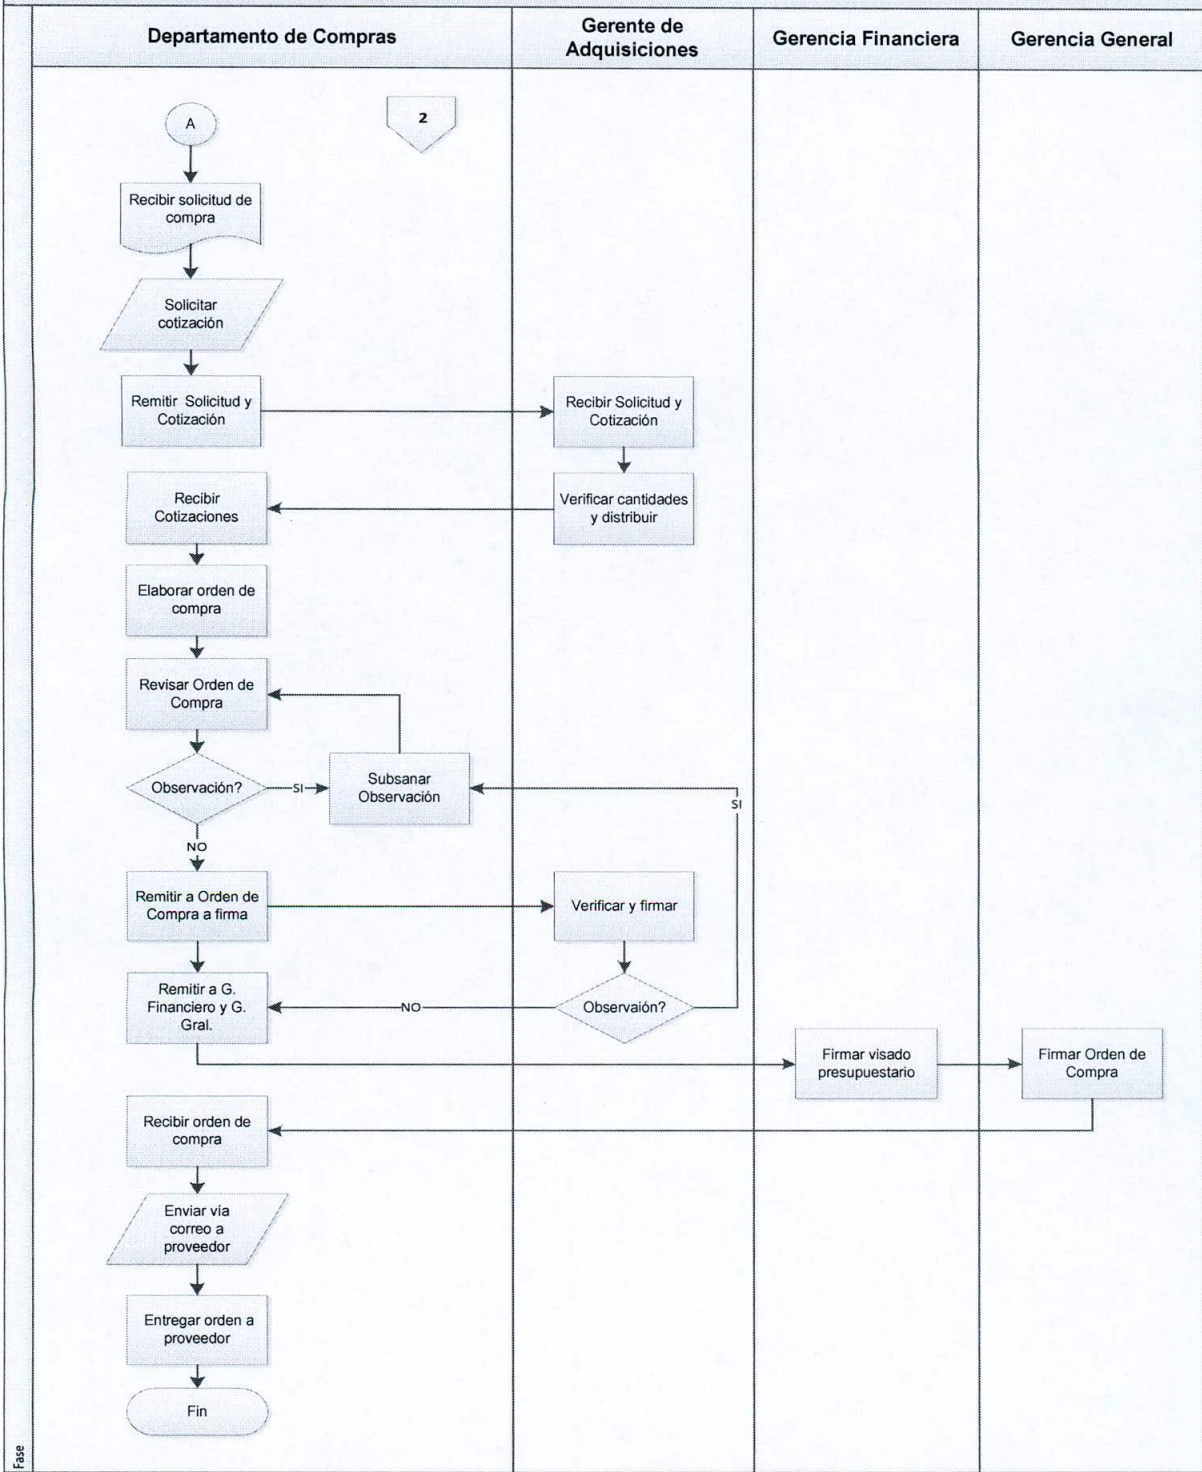 Departamento de Compras
Gerente de
Adquisiciones
Gerencia Financiera
Gerencia General
A
2
Recibir solicitud de
compra
Solicitar
cotización
Remitir Solicitud y
Cotización
Recibir Solicitud y
Cotización
Recibir
Cotizaciones
Verificar cantidades
y distribuir
Elaborar orden de
compra
Revisar Orden de
Compra
Observación?
SI
Subsanar
Observación
SI
NO
Remitir a Orden de
Compra a firma
Verificar y firmar
Remitir a G.
Financiero y G.
Gral.
NO
Observaión?
Firmar visado
presupuestario
Firmar Orden de
Compra
Recibir orden de
compra
Enviar vía
correo a
proveedor
Entregar orden a
proveedor
Fin
Fase